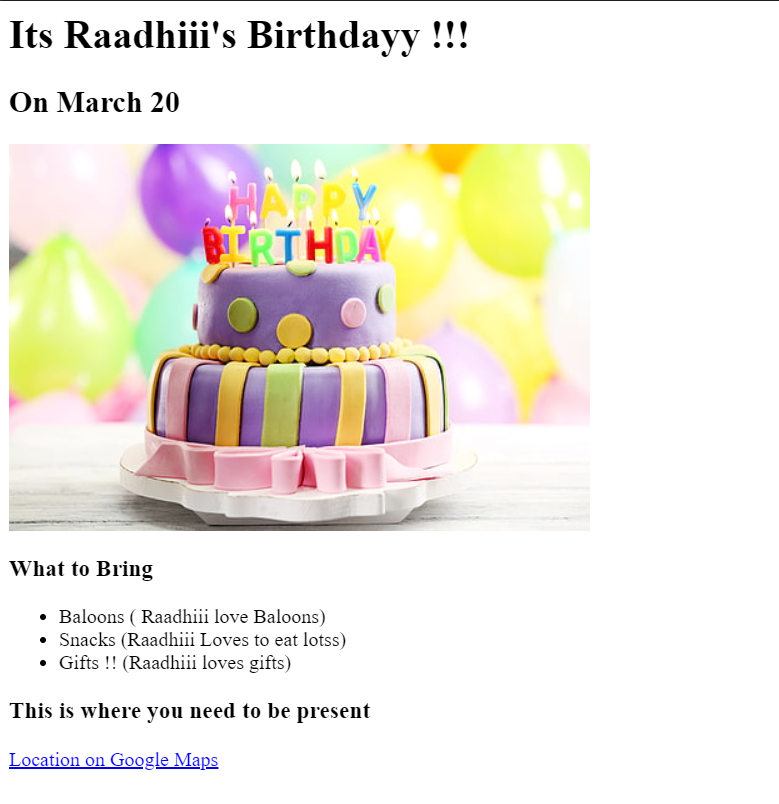 Its Raadhiii's Birthdayy !!!
On March 20
HAPPY
BIRTHDAY
What to Bring
Baloons ( Raadhiii love Baloons)
Snacks (Raadhiii Loves to eat lotss)
Gifts !! (Raadhiii loves gifts)
This is where you need to be present
Location on Google Maps